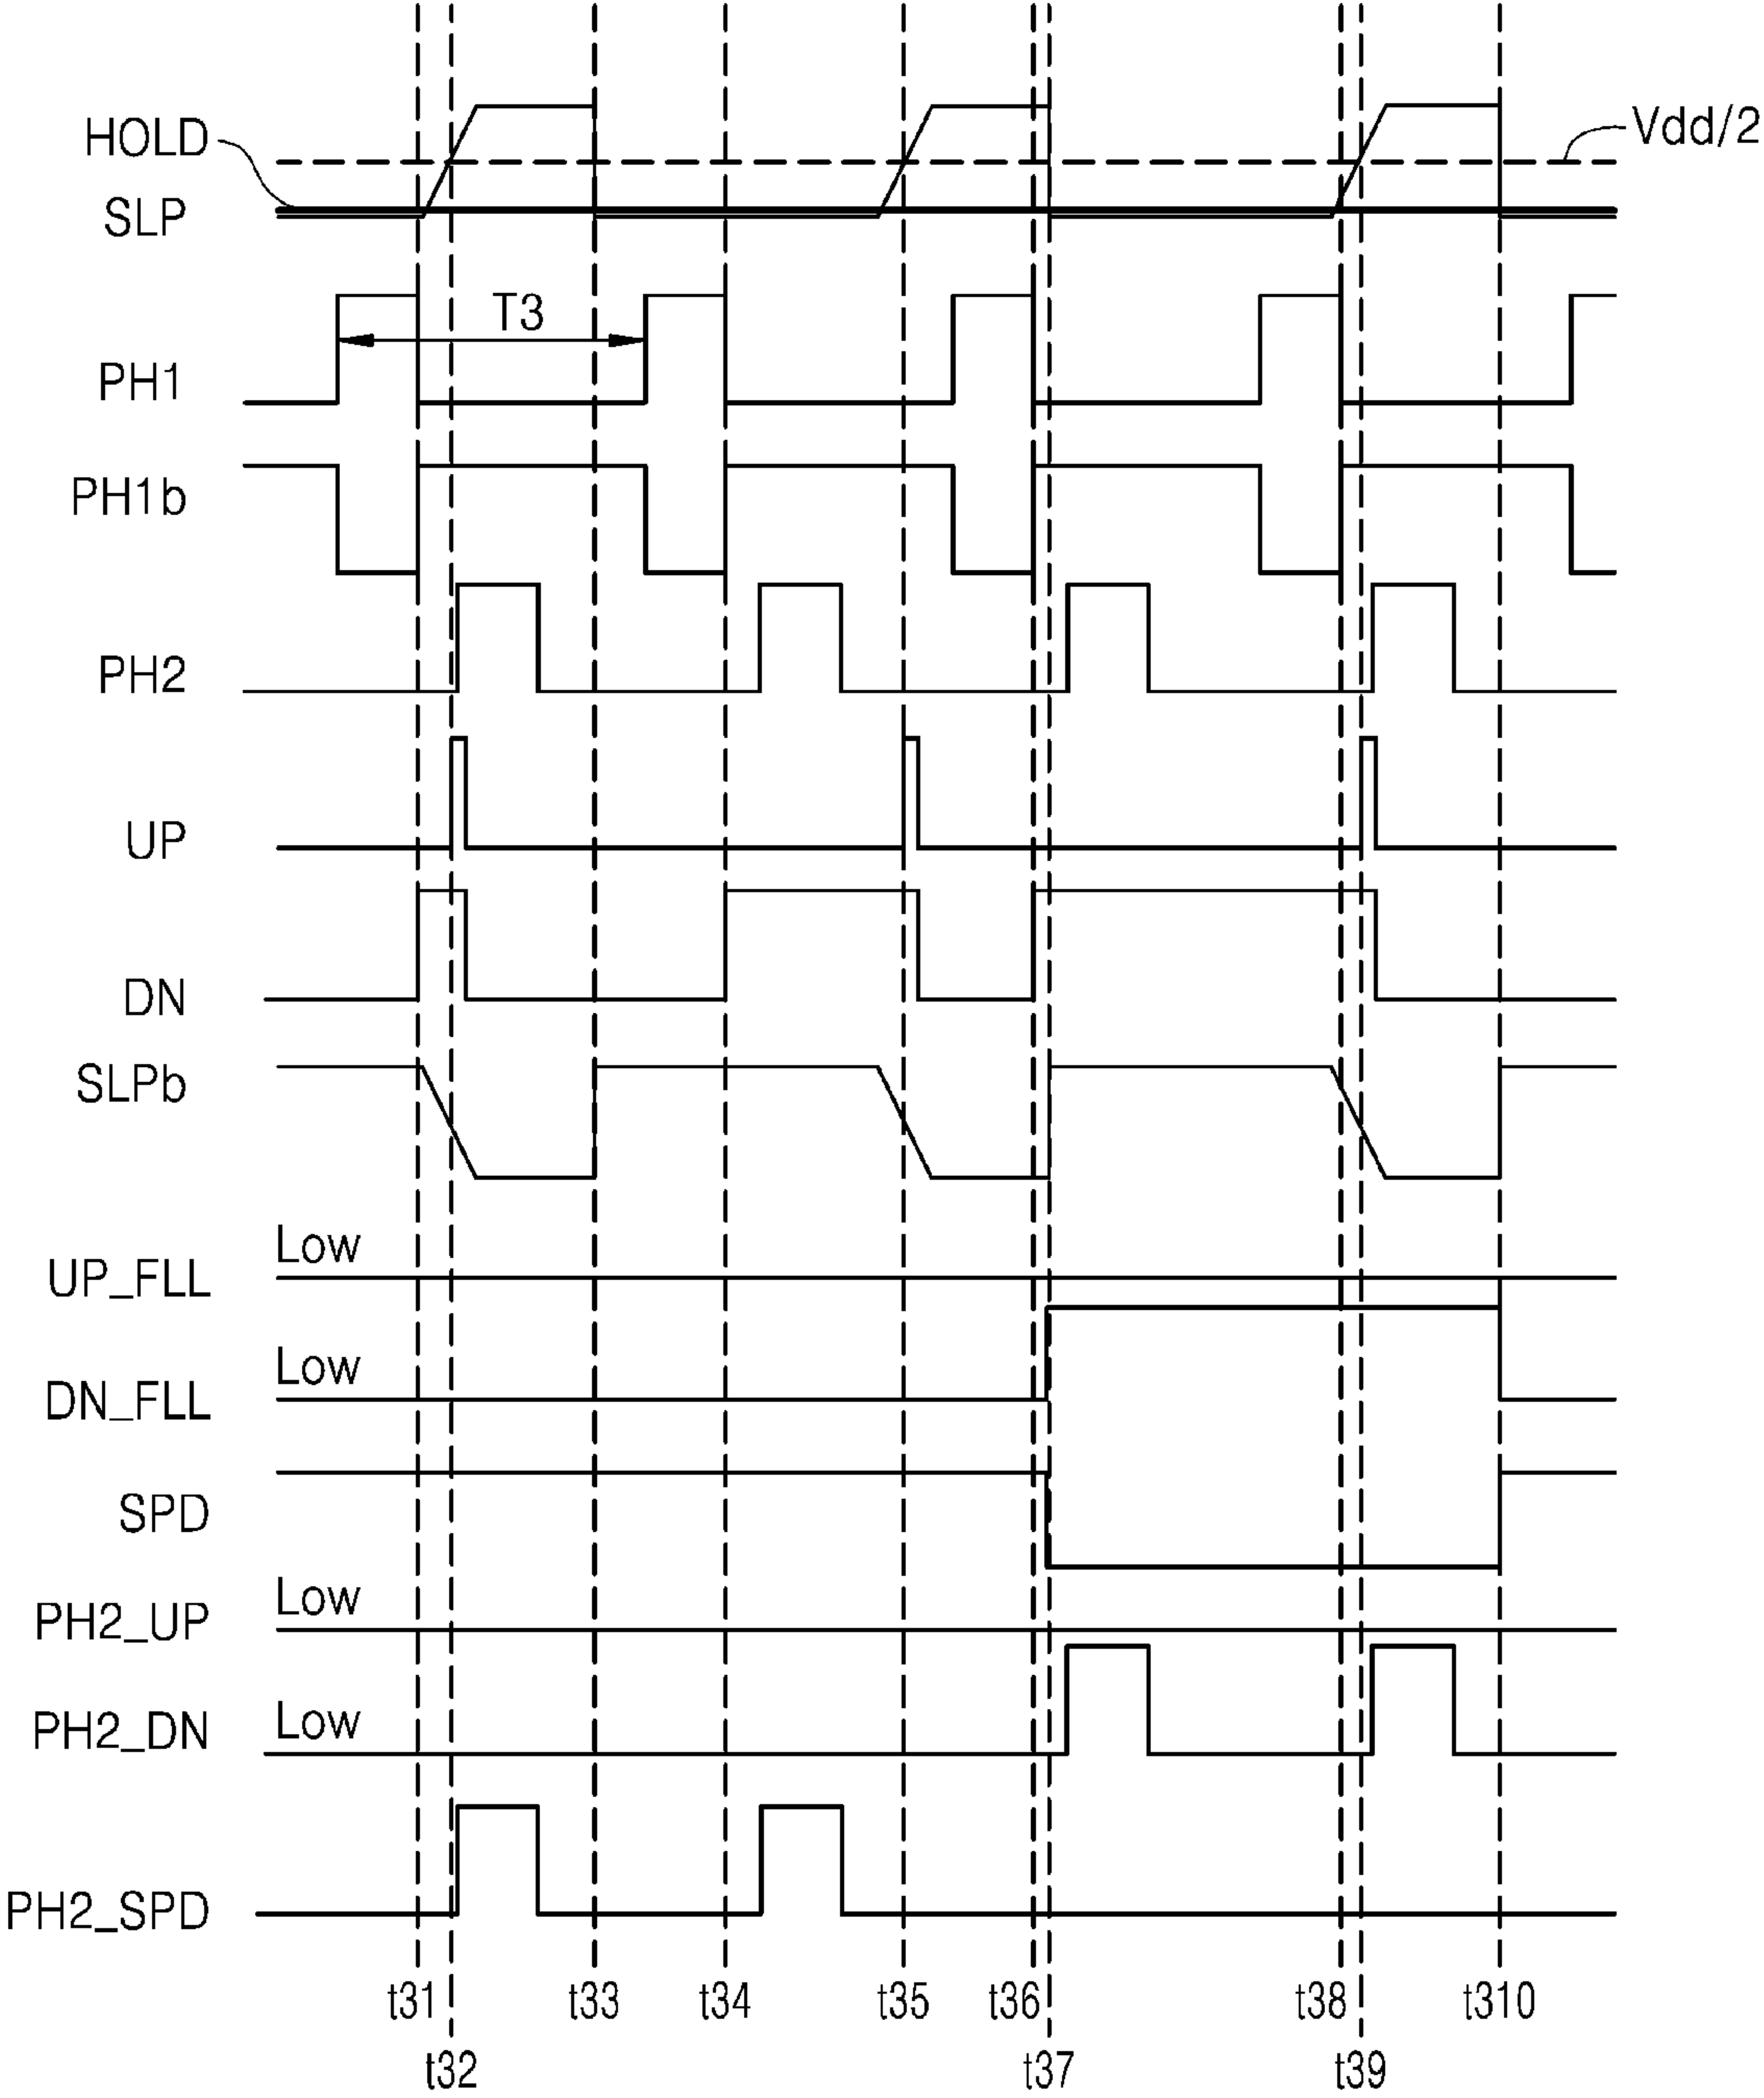 HOLD
Vdd/2
SLP
T3
PH1
PH1b
PH2
UP
DN
SLPb
Low
UP_FLL
Low
DN_FLL
SPD
Low
PH2_UP
Low
PH2_DN
PH2_SPD
t31 t33 t34 t35 t36 t38 t310
t32 t37 t39